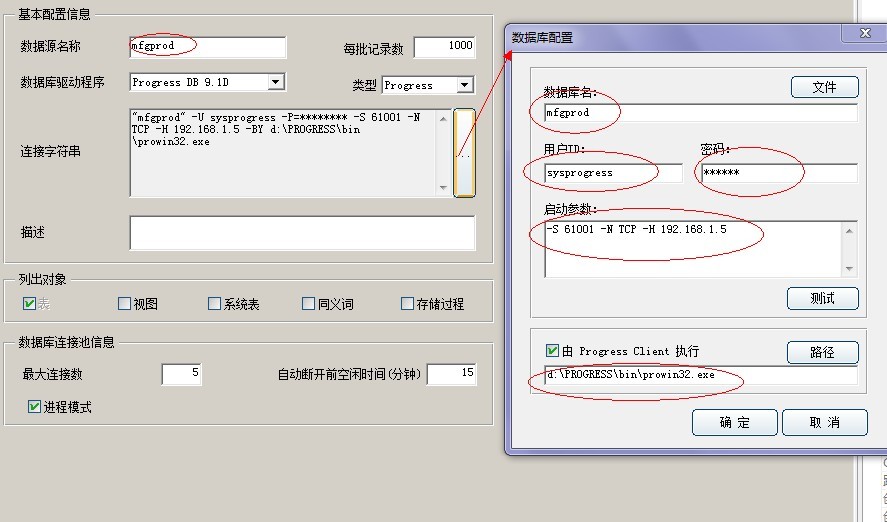 基本配置信息
数据源名称 mfgprod 每批记录数 1000
数据库驱动程序 Progress DB 9.1D 类型 Progress
连接字符串
"mfgprod" -U sysprogress -P=******** -S 61001 -N
TCP -H 192.168.1.5 -BY d:\PROGRESS\bin
\prowin32.exe
...
描述
列出对象
表 视图 系统表 同义词 存储过程
数据库连接池信息
最大连接数 5 自动断开前空闲时间(分钟) 15
进程模式
数据库配置
数据库名: 文件
mfgprod
用户ID: 密码:
sysprogress ******
启动参数:
-S 61001 -N TCP -H 192.168.1.5
测试
由 Progress Client 执行 路径
d:\PROGRESS\bin\prowin32.exe
确 定 取 消